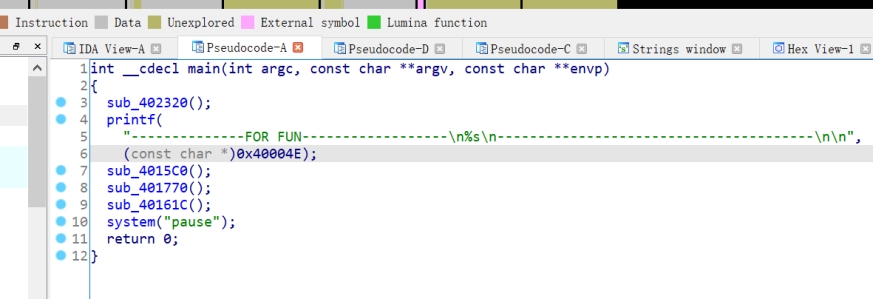 Instruction Data Unexplored External symbol Lumina function
IDA View-A Pseudocode-A Pseudocode-D Pseudocode-C Strings window Hex View-1
1 int __cdecl main(int argc, const char **argv, const char **envp)
2 {
3 sub_402320();
4 printf(
5 "--------------FOR FUN------------------\n%s\n---------------------------------------\n\n",
6 (const char *)0x40004E);
7 sub_4015C0();
8 sub_401770();
9 sub_40161C();
10 system("pause");
11 return 0;
12 }